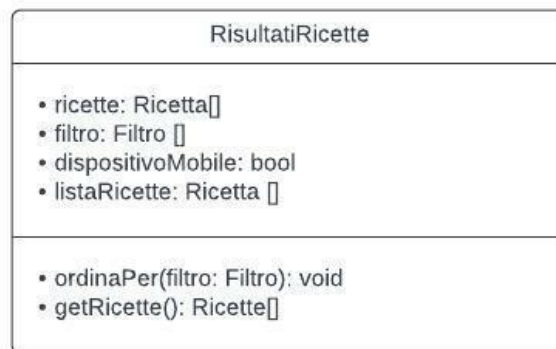 RisultatiRicette
• ricette: Ricetta[]
• filtro: Filtro []
• dispositivoMobile: bool
• listaRicette: Ricetta []
• ordinaPer(filtro: Filtro): void
• getRicette(): Ricette[]